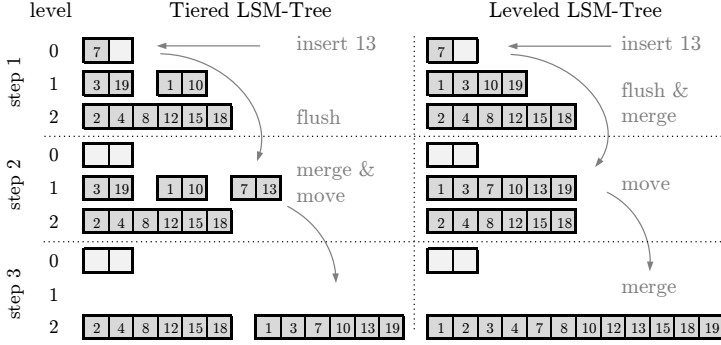 level Tiered LSM-Tree Leveled LSM-Tree
step 1
0 7 insert 13 7 insert 13
1 3 19 1 10 1 3 10 19 flush &
2 2 4 8 12 15 18 flush 2 4 8 12 15 18 merge
step 2
0 merge &
1 3 19 1 10 7 13 move 1 3 7 10 13 19 move
2 2 4 8 12 15 18 2 4 8 12 15 18
step 3
0
1 merge
2 2 4 8 12 15 18 1 3 7 10 13 19 1 2 3 4 7 8 10 12 13 15 18 19